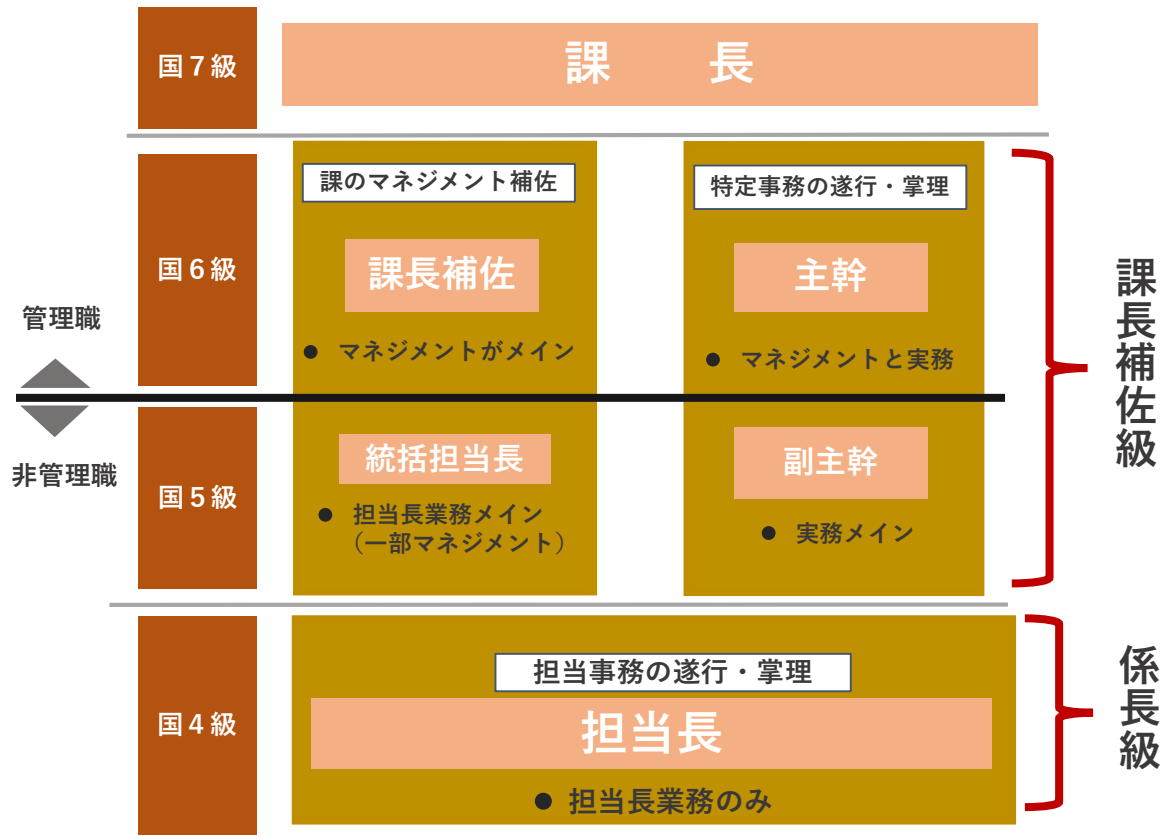 国7級
課　長
国6級
課のマネジメント補佐
課長補佐
● マネジメントがメイン
特定事務の遂行・掌理
主幹
● マネジメントと実務
管理職
非管理職
国5級
統括担当長
● 担当長業務メイン
（一部マネジメント）
副主幹
● 実務メイン
課長補佐級
国4級
担当事務の遂行・掌理
担当長
● 担当長業務のみ
係長級